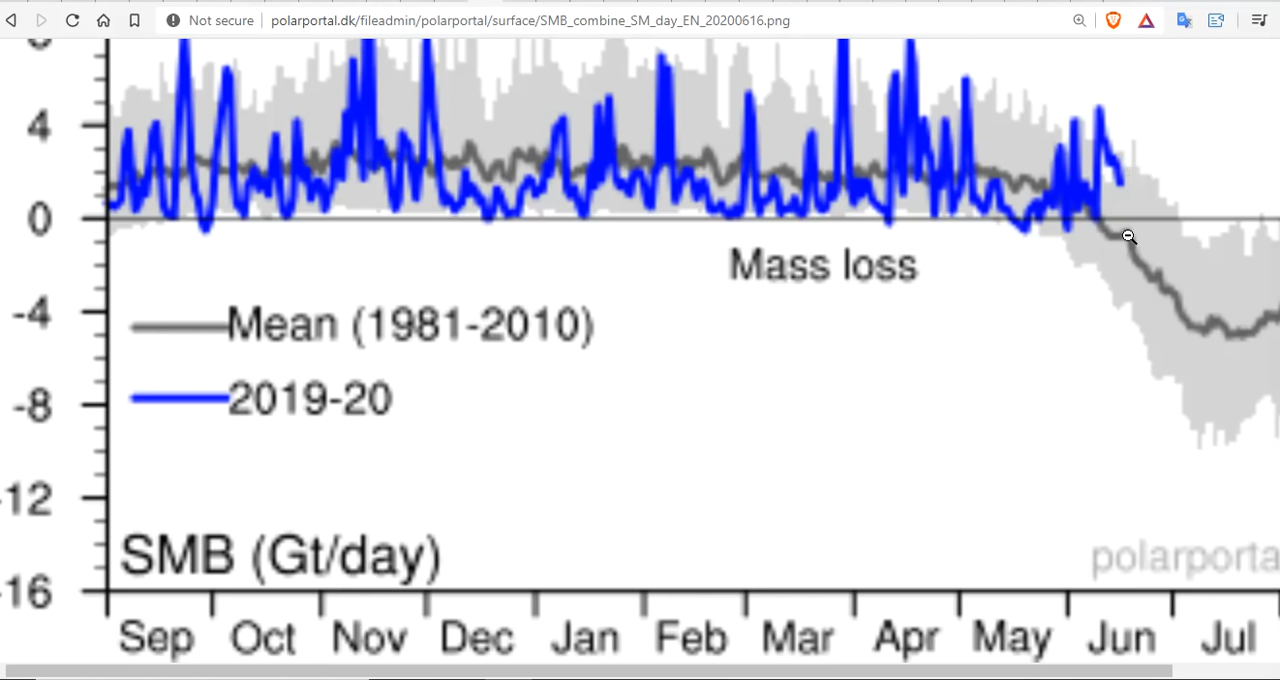 Not secure polarportal.dk/fileadmin/polarportal/surface/SMB_combine_SM_day_EN_20200616.png
4
0
Mass loss
-4
Mean (1981-2010)
-8
2019-20
-12
SMB (Gt/day)
polarporta
-16
Sep Oct Nov Dec Jan Feb Mar Apr May Jun Jul